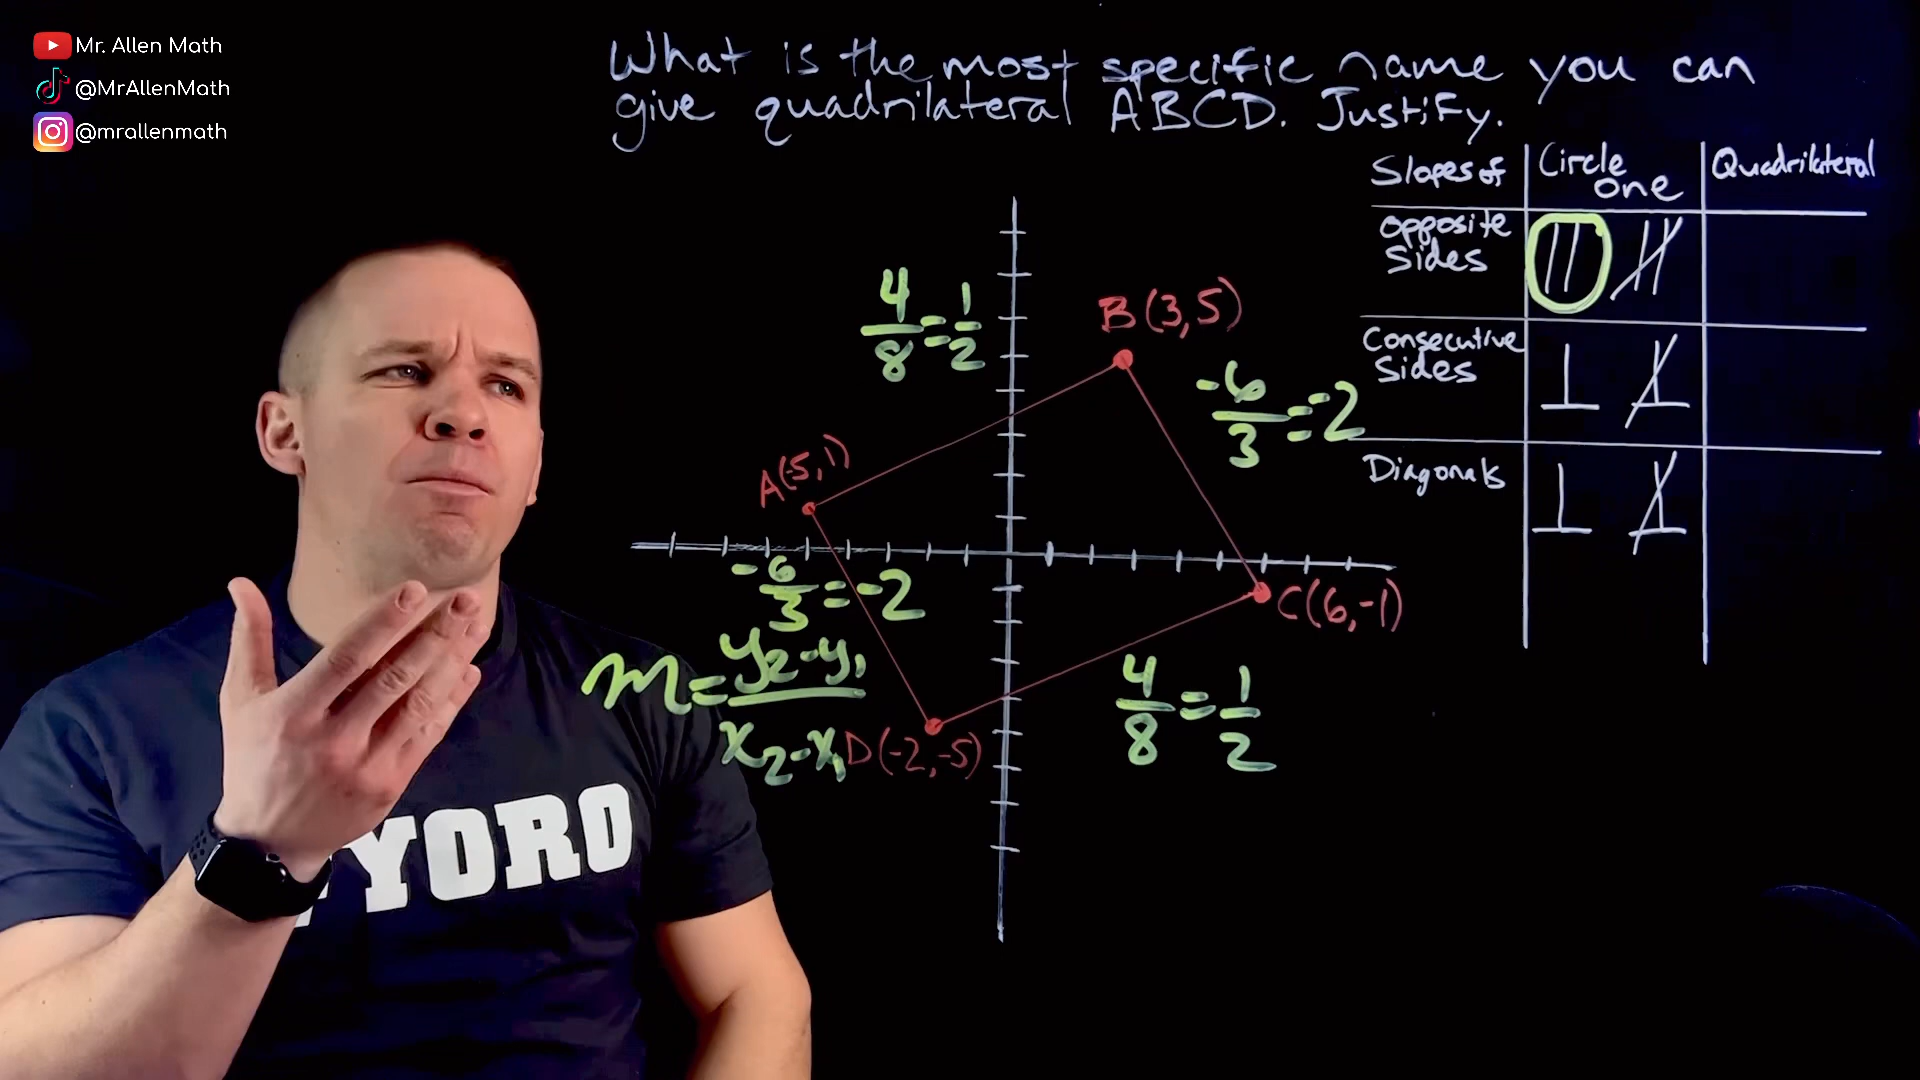 Mr. Allen Math
@MrAllenMath
@mrallenmath
What is the most specific name you can
give quadrilateral ABCD. Justify.
Slopes of
Circle one
Quadrilateral
Opposite
Sides
Consecutive
Sides
Diagonals
4/8 = 1/2
B(3,5)
-6/3 = -2
A(-5,1)
-6/3 = -2
C(6,-1)
m = y₂-y₁/x₂-x₁
D(-2,-5)
4/8 = 1/2
YORO